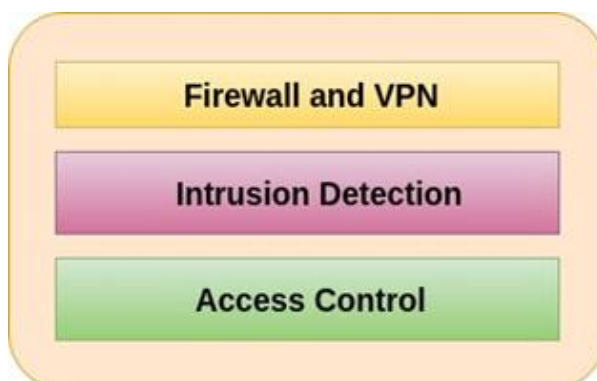 Firewall and VPN
Intrusion Detection
Access Control